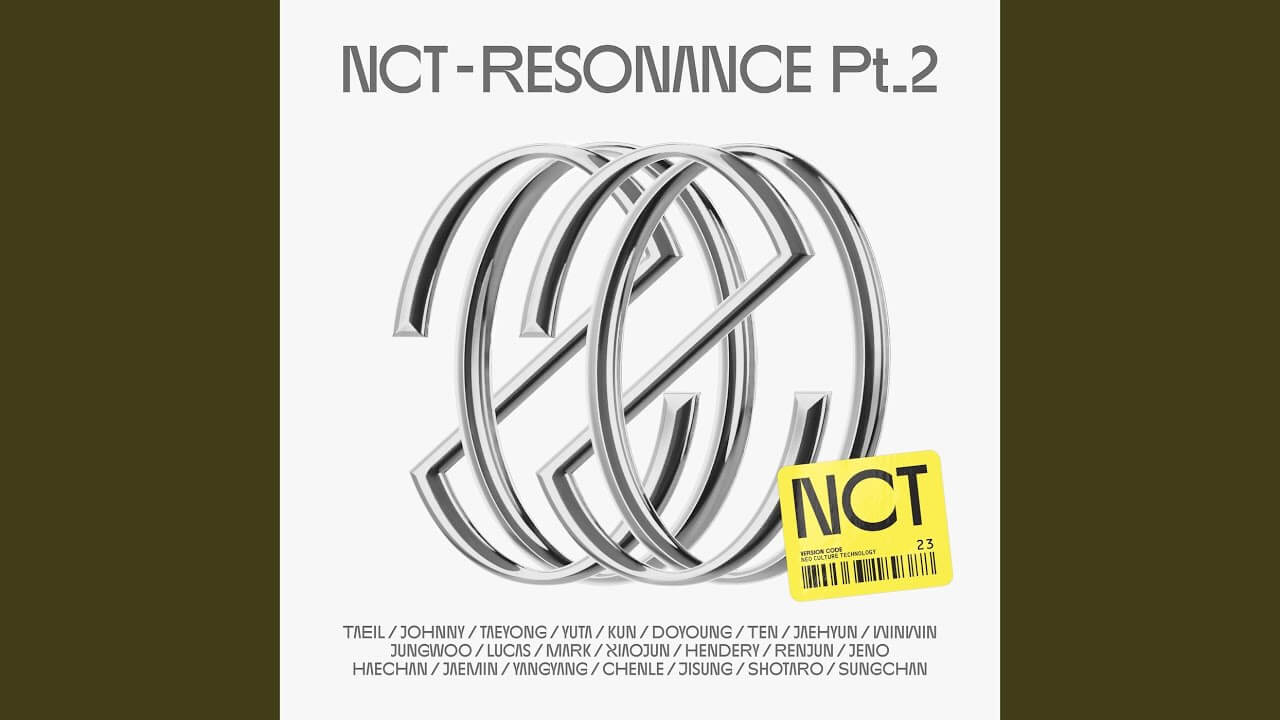 NCT - RESONANCE Pt.2
NCT
VERSION CODE
NEO CULTURE TECHNOLOGY
23
TAEIL / JOHNNY / TAEYONG / YUTA / KUN / DOYOUNG / TEN / JAEHYUN / WINWIN
JUNGWOO / LUCAS / MARK / XIAOJUN / HENDERY / RENJUN / JENO
HAECHAN / JAEMIN / YANGYANG / CHENLE / JISUNG / SHOTARO / SUNGCHAN